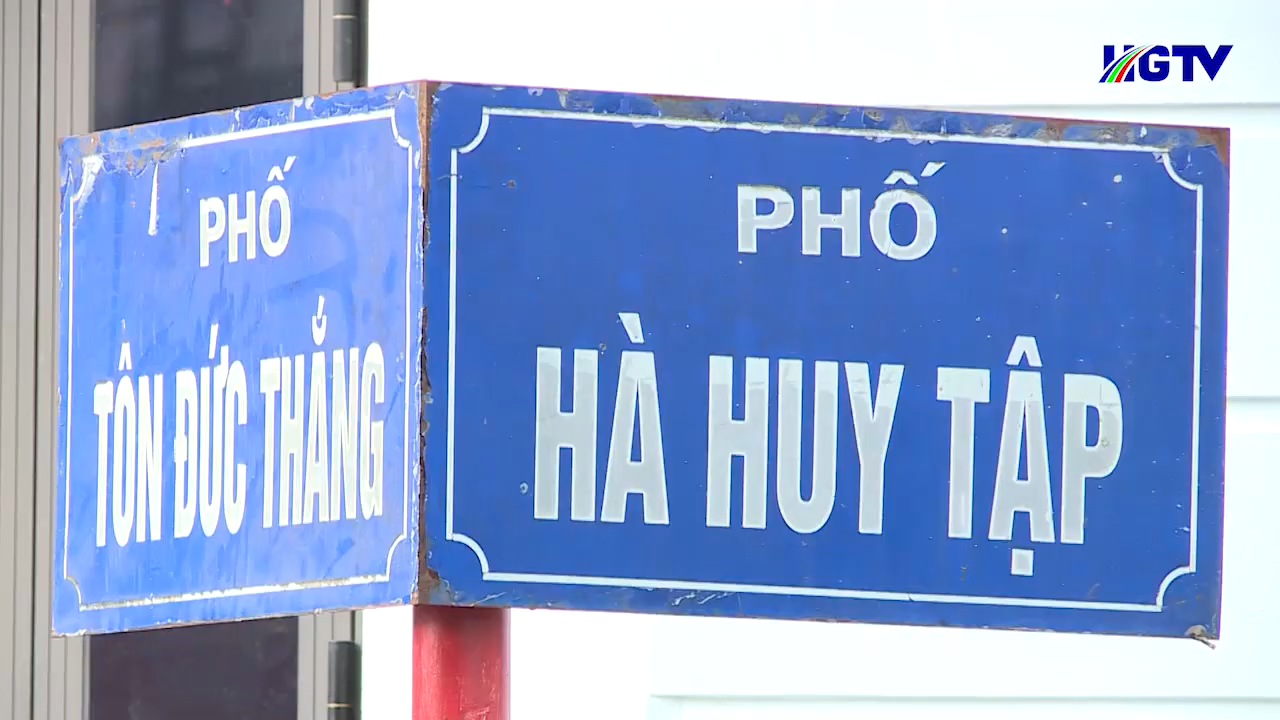 HGTV
PHỐ
TÔN ĐỨC THẮNG
PHỐ
HÀ HUY TẬP